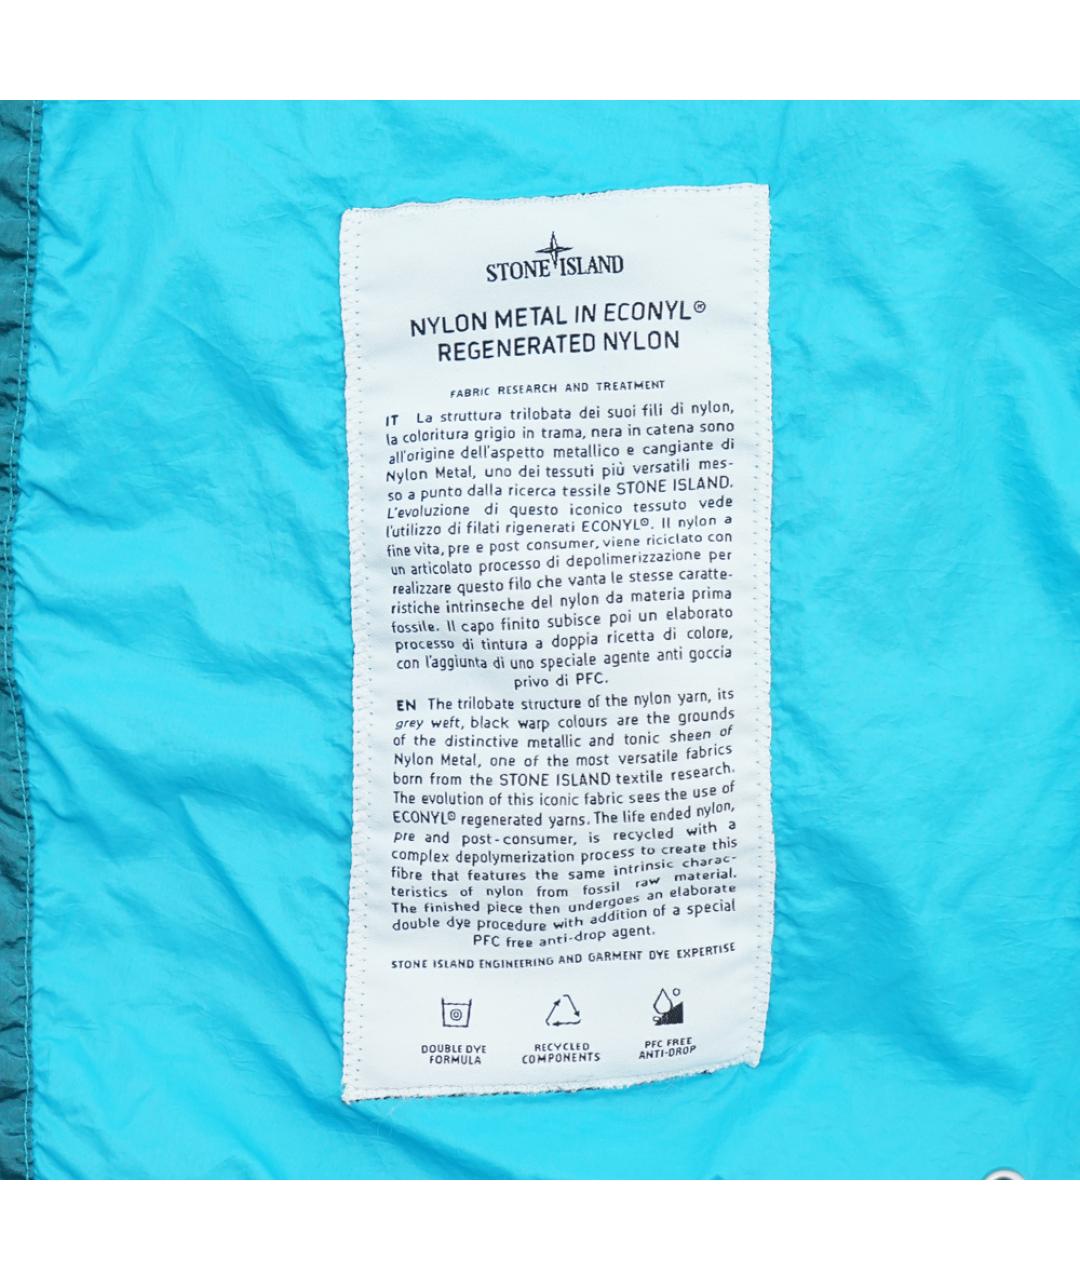 STONE ISLAND
NYLON METAL IN ECONYL®
REGENERATED NYLON
FABRIC RESEARCH AND TREATMENT
IT La struttura trilobata dei suoi fili di nylon,
la coloritura grigio in trama, nera in catena sono
all'origine dell'aspetto metallico e cangiante di
Nylon Metal, uno dei tessuti più versatili mes-
so a punto dalla ricerca tessile STONE ISLAND.
L'evoluzione di questo iconico tessuto vede
l'utilizzo di filati rigenerati ECONYL®. Il nylon a
fine vita, pre e post consumer, viene riciclato con
un articolato processo di depolimerizzazione per
realizzare questo filo che vanta le stesse caratte-
ristiche intrinseche del nylon da materia prima
fossile. Il capo finito subisce poi un elaborato
processo di tintura a doppia ricetta di colore,
con l'aggiunta di uno speciale agente anti goccia
privo di PFC.
EN The trilobate structure of the nylon yarn, its
grey weft, black warp colours are the grounds
of the distinctive metallic and tonic sheen of
Nylon Metal, one of the most versatile fabrics
born from the STONE ISLAND textile research.
The evolution of this iconic fabric sees the use of
ECONYL® regenerated yarns. The life ended nylon,
pre and post-consumer, is recycled with a
complex depolymerization process to create this
fibre that features the same intrinsic charac-
teristics of nylon from fossil raw material.
The finished piece then undergoes an elaborate
double dye procedure with addition of a special
PFC free anti-drop agent.
STONE ISLAND ENGINEERING AND GARMENT DYE EXPERTISE
DOUBLE DYE
FORMULA
RECYCLED
COMPONENTS
PFC FREE
ANTI-DROP